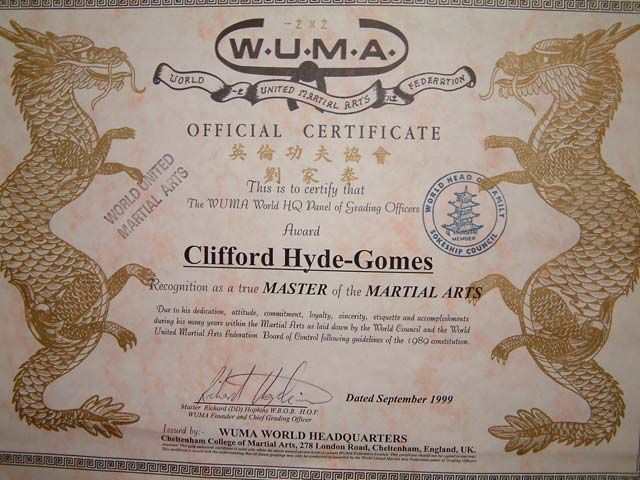 -2X2
W.U.M.A.
WORLD -2 UNITED MARTIAL ARTS X2 FEDERATION
OFFICIAL CERTIFICATE
英倫功夫協會
劉家拳
WORLD UNITED
MARTIAL ARTS
This is to certify that
The WUMA World HQ Panel of Grading Officers
WORLD HEAD OF FAMILY
SOKESHIP COUNCIL
MEMBER
Award
Clifford Hyde-Gomes
Recognition as a true MASTER of the MARTIAL ARTS
Due to his dedication, attitude, commitment, loyalty, sincerity, etiquette and accomplishments
during his many years within the Martial Arts as laid down by the World Council and the World
United Martial Arts Federation Board of Control following guidelines of the 1989 constitution.
Richard Hopkins
Dated September 1999
Master Richard (DD) Hopkins W.B.O.B. H.O.F.
WUMA Founder and Chief Grading Officer
Issued by:- WUMA WORLD HEADQUARTERS
Cheltenham College of Martial Arts, 278 London Road, Cheltenham, England, UK.